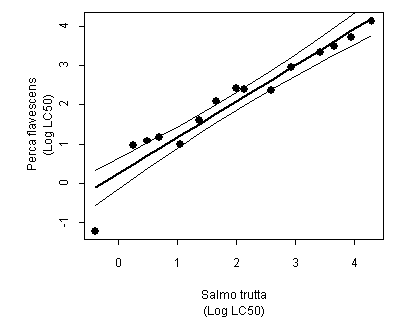 Perca flavescens
(Log LC50)
4
3
2
1
0
-1
0 1 2 3 4
Salmo trutta
(Log LC50)